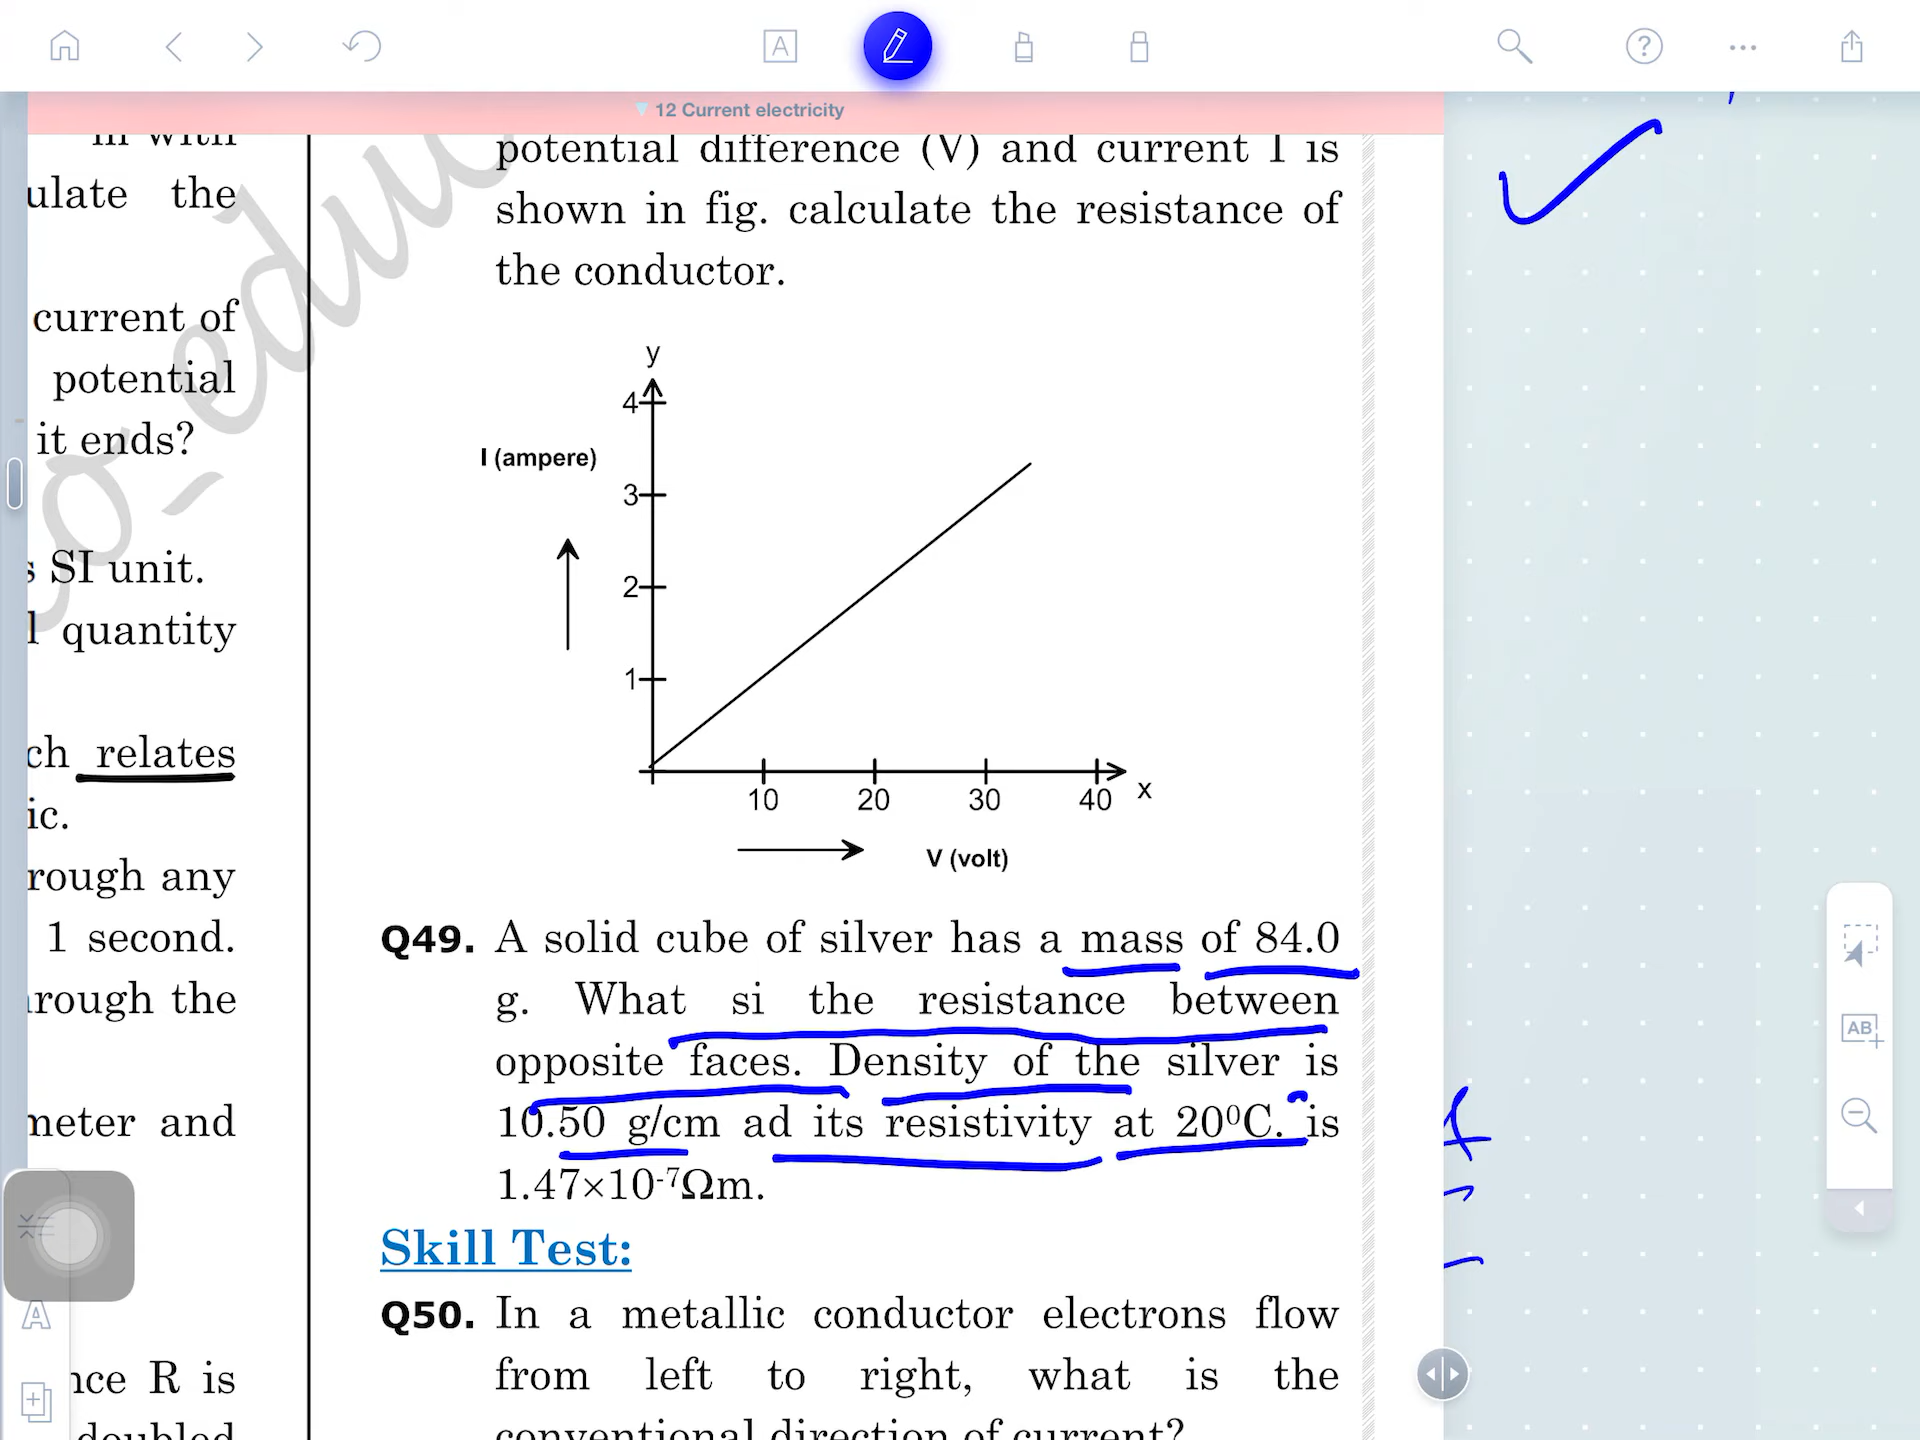 12 Current electricity
ulate the
current of
potential
it ends?
SI unit.
quantity
ch relates
ic.
rough any
1 second.
rough the
meter and
nce R is
doubled
potential difference (V) and current I is
shown in fig. calculate the resistance of
the conductor.
y
4
I (ampere)
3
2
1
10 20 30 40 x
V (volt)
Q49. A solid cube of silver has a mass of 84.0
g. What si the resistance between
opposite faces. Density of the silver is
10.50 g/cm ad its resistivity at 20⁰C. is
1.47×10⁻⁷Ωm.
Skill Test:
Q50. In a metallic conductor electrons flow
from left to right, what is the
conventional direction of current?